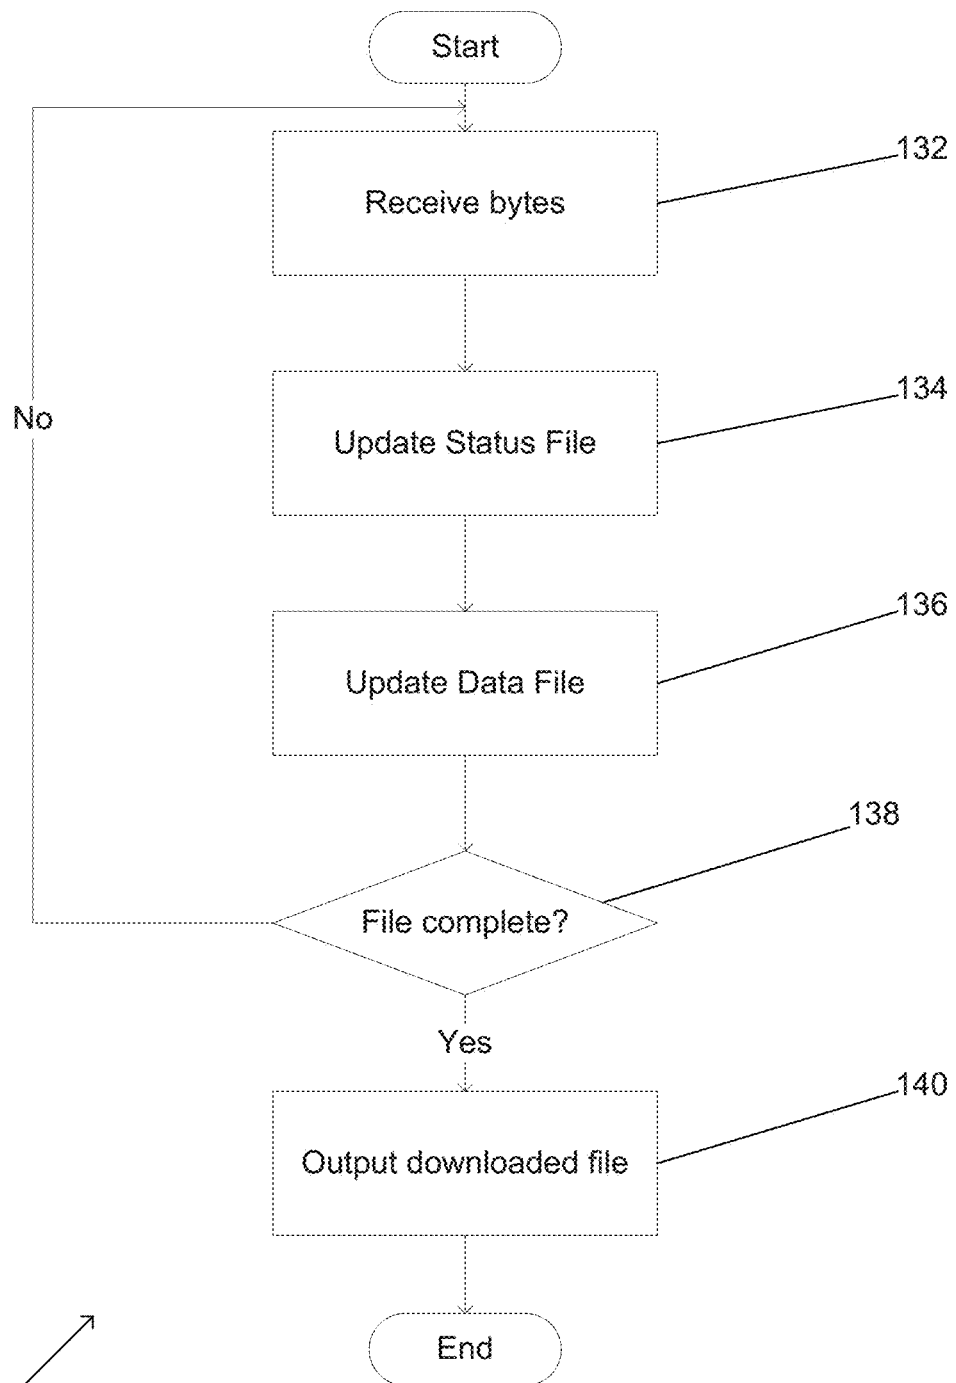 Start
132
Receive bytes
134
No
Update Status File
136
Update Data File
138
File complete?
Yes
140
Output downloaded file
End